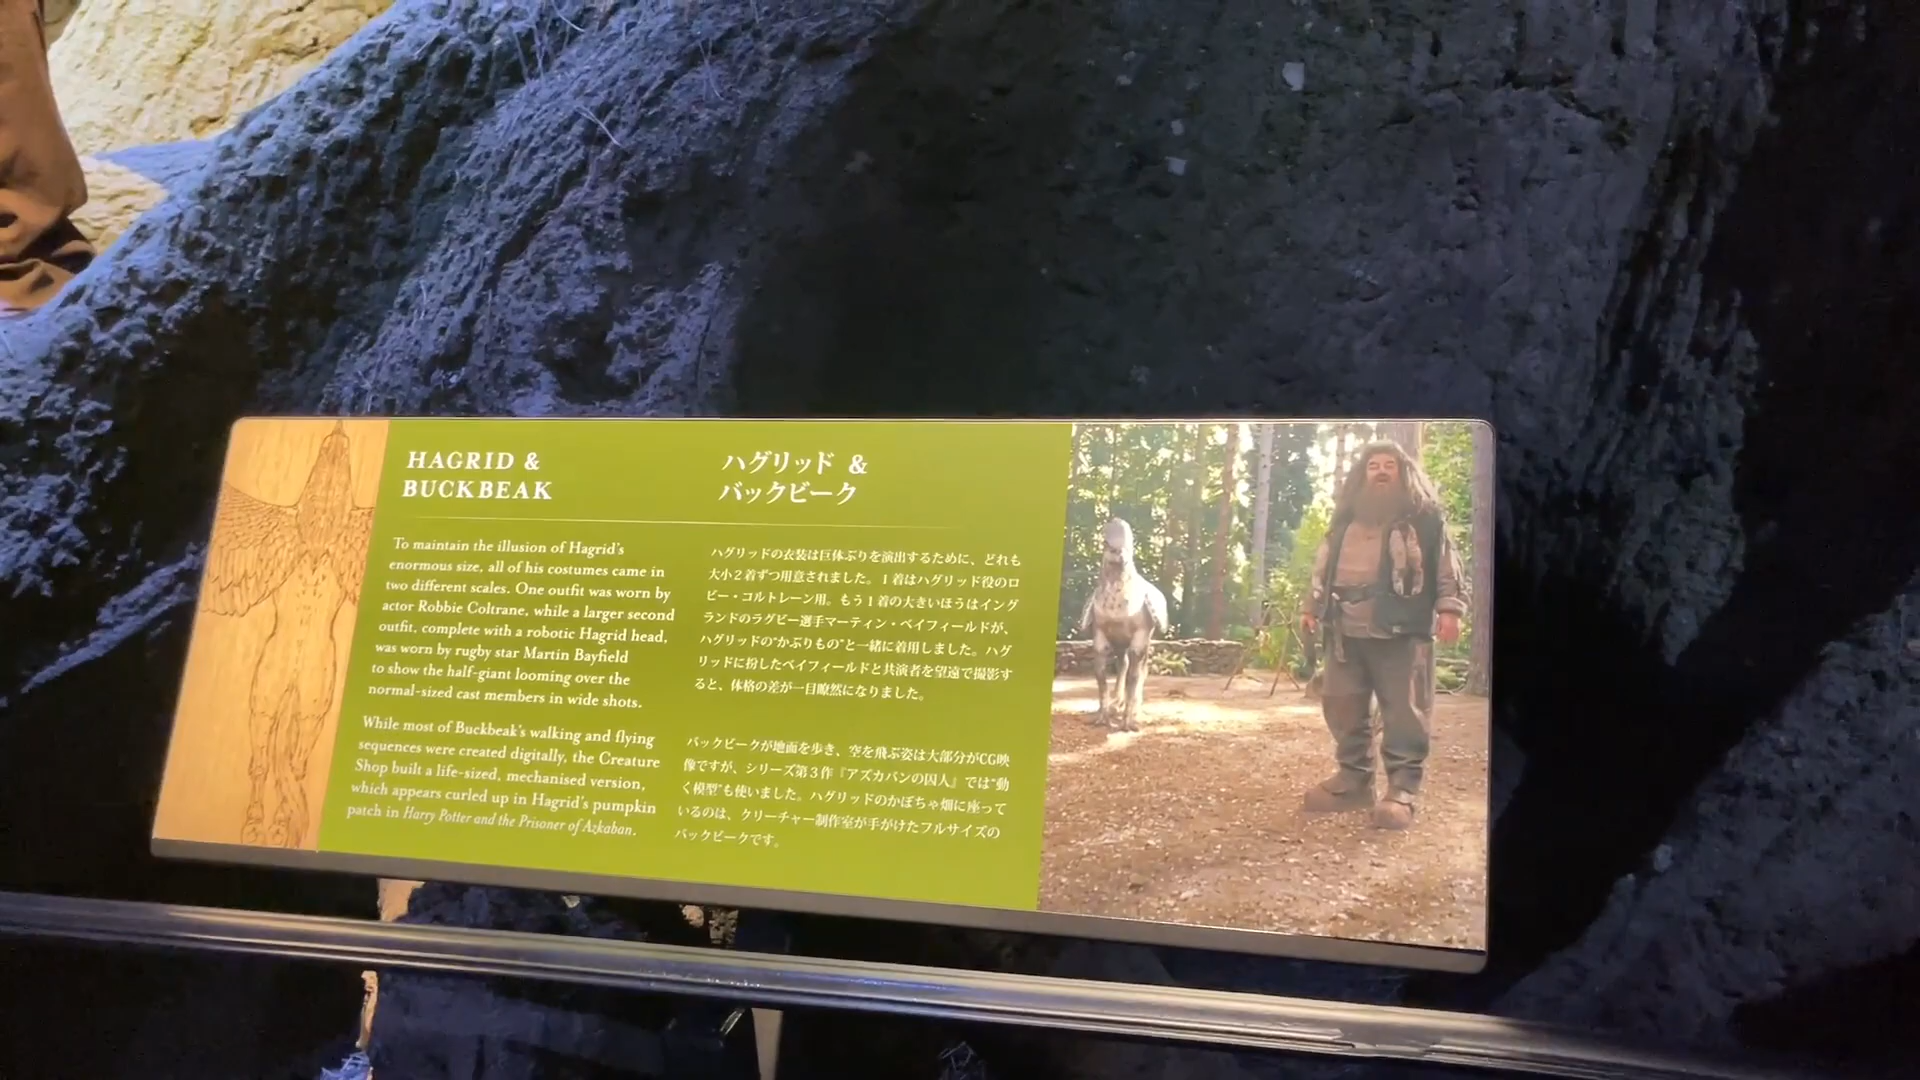 HAGRID &
BUCKBEAK
To maintain the illusion of Hagrid's
enormous size, all of his costumes came in
two different scales. One outfit was worn by
actor Robbie Coltrane, while a larger second
outfit, complete with a robotic Hagrid head,
was worn by rugby star Martin Bayfield
to show the half-giant looming over the
normal-sized cast members in wide shots.
While most of Buckbeak's walking and flying
sequences were created digitally, the Creature
Shop built a life-sized, mechanised version,
which appears curled up in Hagrid's pumpkin
patch in Harry Potter and the Prisoner of Azkaban.
ハグリッド &
バックビーク
ハグリッドの衣装は巨体ぶりを演出するために、どれも
大小2着ずつ用意されました。1着はハグリッド役のロ
ビー・コルトレーン用。もう1着の大きいほうはイング
ランドのラグビー選手マーティン・ベイフィールドが、
ハグリッドの“かぶりもの”と一緒に着用しました。ハグ
リッドに扮したベイフィールドと共演者を望遠で撮影す
ると、体格の差が一目瞭然になりました。
バックビークが地面を歩き、空を飛ぶ姿は大部分がCG映
像ですが、シリーズ第3作『アズカバンの囚人』では“動
く模型”も使いました。ハグリッドのかぼちゃ畑に座って
いるのは、クリーチャー制作室が手がけたフルサイズの
バックビークです。